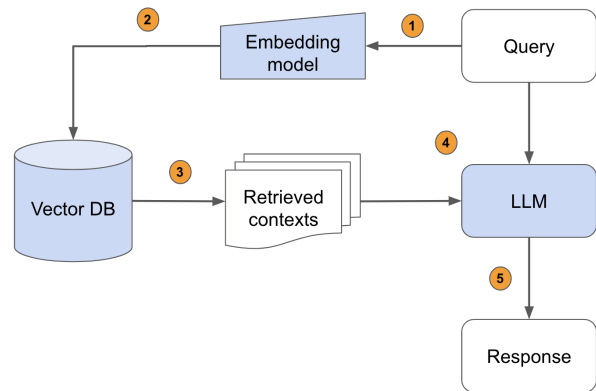 2
1
Embedding
model
Query
3
4
Vector DB
Retrieved
contexts
LLM
5
Response